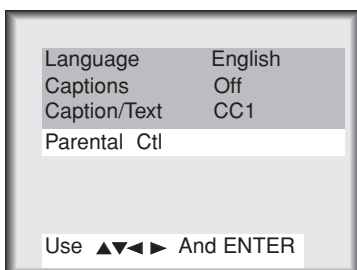 Language English
Captions Off
Caption/Text CC1
Parental Ctl
Use ▲▼◄ ► And ENTER